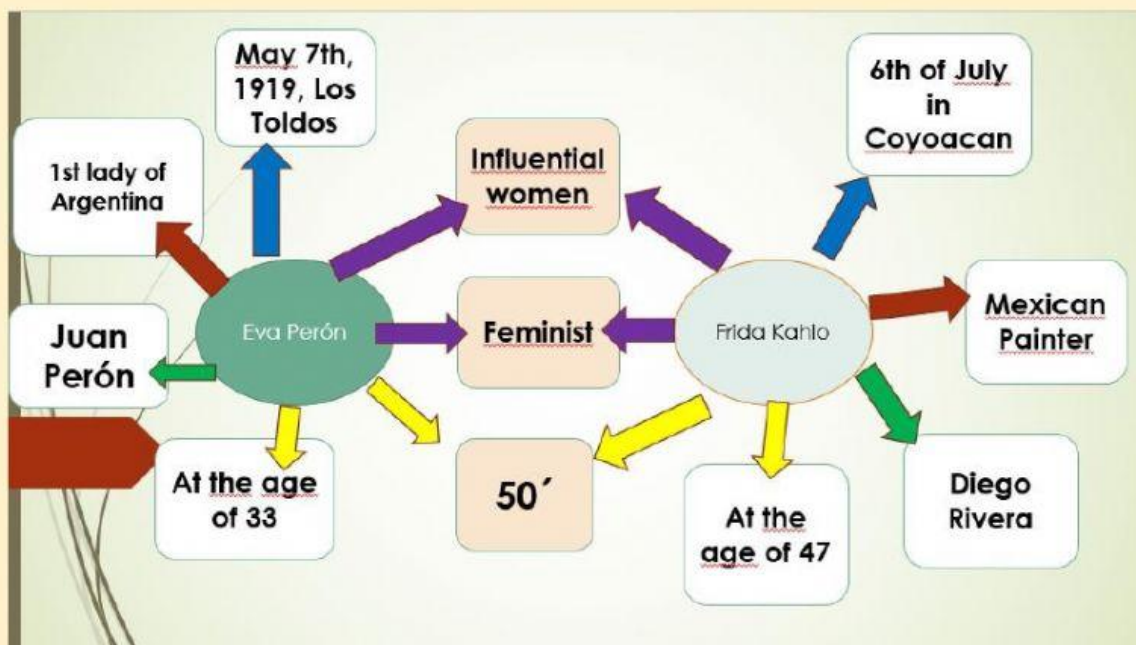 May 7th,
1919, Los
Toldos
6th of July
in
Coyoacan
1st lady of
Argentina
Influential
women
Eva Perón
Feminist
Frida Kahlo
Mexican
Painter
Juan
Perón
At the age
of 33
50´
At the
age of 47
Diego
Rivera